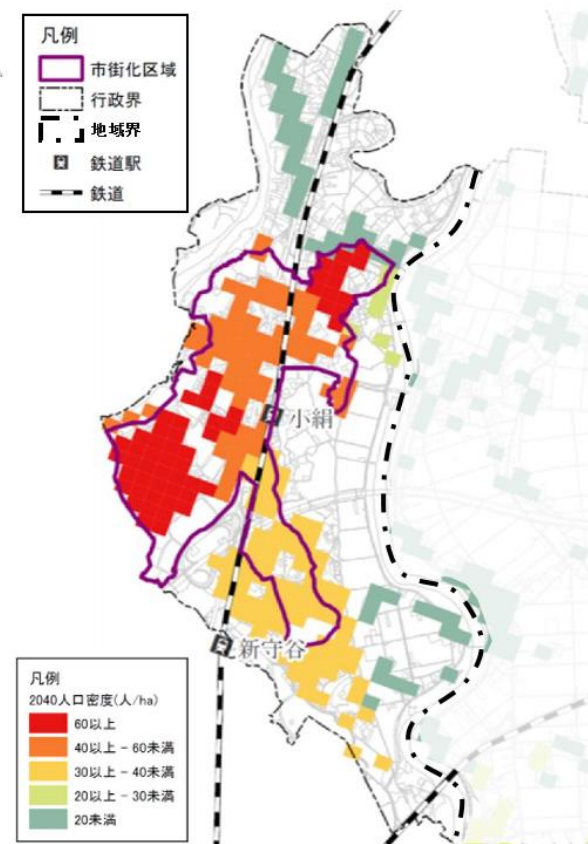 凡例
市街化区域
行政界
地域界
鉄道駅
鉄道
小絹
新守谷
凡例
2040人口密度(人/ha)
60以上
40以上 - 60未満
30以上 - 40未満
20以上 - 30未満
20未満